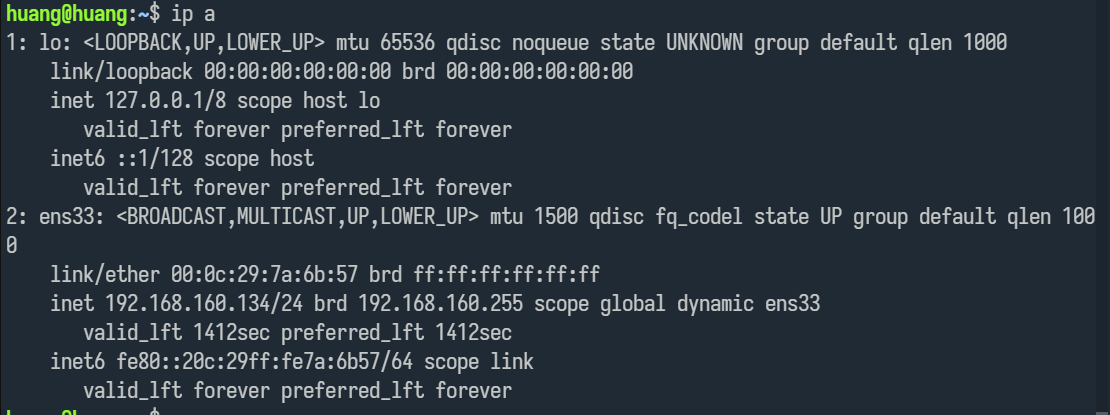 huang@huang:~$ ip a
1: lo: <LOOPBACK,UP,LOWER_UP> mtu 65536 qdisc noqueue state UNKNOWN group default qlen 1000
    link/loopback 00:00:00:00:00:00 brd 00:00:00:00:00:00
    inet 127.0.0.1/8 scope host lo
       valid_lft forever preferred_lft forever
    inet6 ::1/128 scope host
       valid_lft forever preferred_lft forever
2: ens33: <BROADCAST,MULTICAST,UP,LOWER_UP> mtu 1500 qdisc fq_codel state UP group default qlen 100
0
    link/ether 00:0c:29:7a:6b:57 brd ff:ff:ff:ff:ff:ff
    inet 192.168.160.134/24 brd 192.168.160.255 scope global dynamic ens33
       valid_lft 1412sec preferred_lft 1412sec
    inet6 fe80::20c:29ff:fe7a:6b57/64 scope link
       valid_lft forever preferred_lft forever